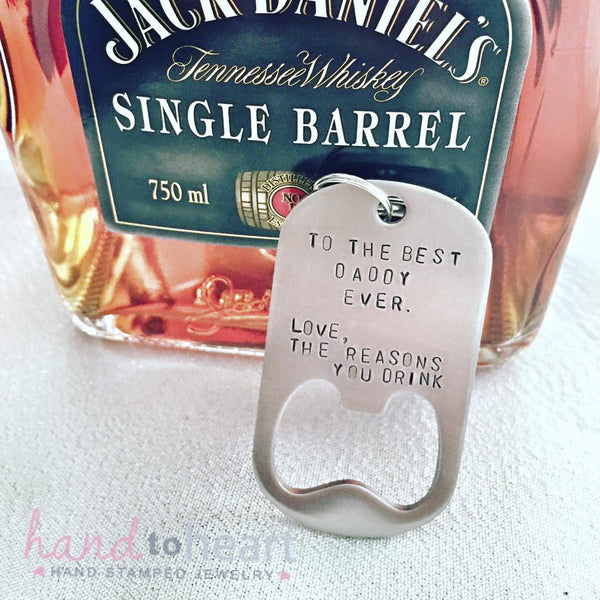 JACK DANIEL'S
Tennessee Whiskey
SINGLE BARREL
750 ml
NO
TO THE BEST
DADDY
EVER.
LOVE,
THE REASONS
YOU DRINK
hand to heart
HAND STAMPED JEWELRY